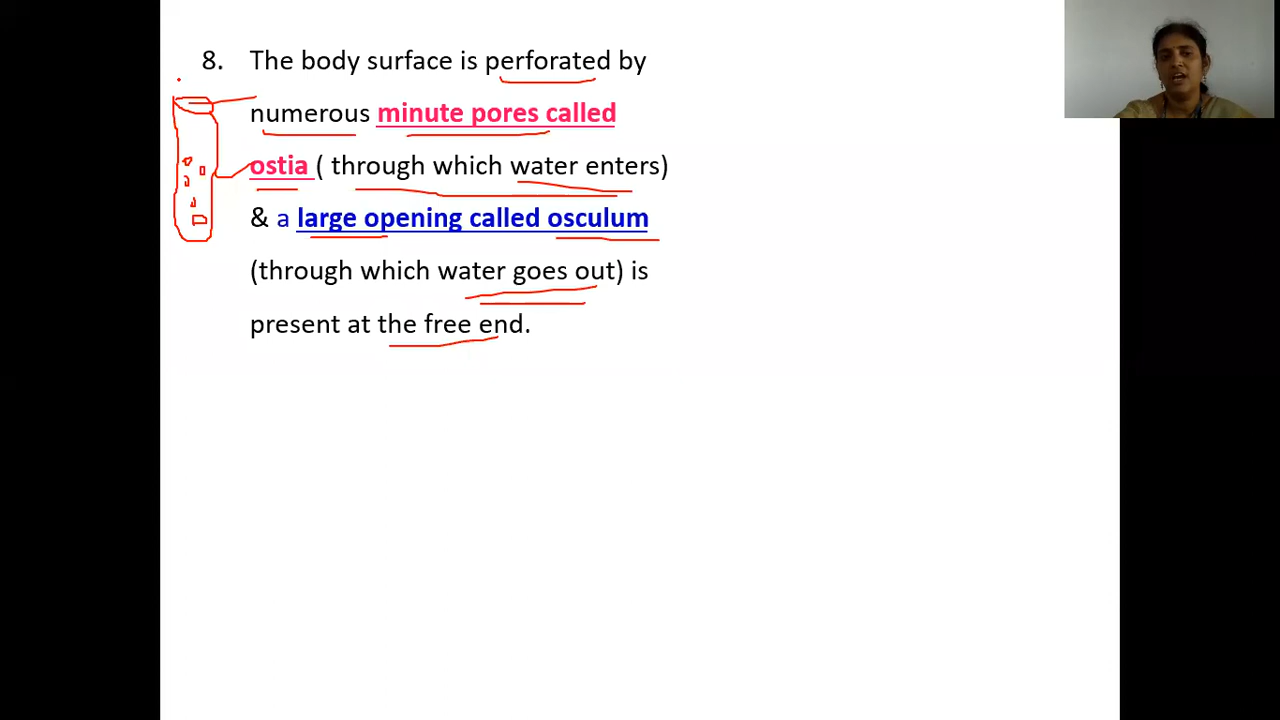 8. The body surface is perforated by
numerous minute pores called
ostia ( through which water enters)
& a large opening called osculum
(through which water goes out) is
present at the free end.